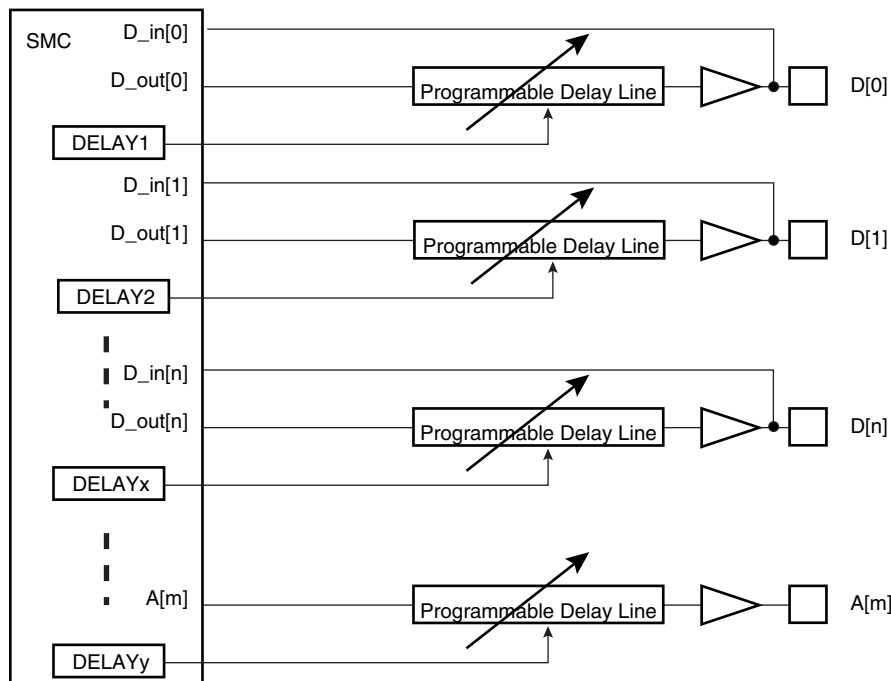 D_in[0]
SMC
D_out[0]
Programmable Delay Line
D[0]
DELAY1
D_in[1]
D_out[1]
Programmable Delay Line
D[1]
DELAY2
D_in[n]
D_out[n]
Programmable Delay Line
D[n]
DELAYx
A[m]
Programmable Delay Line
A[m]
DELAYy